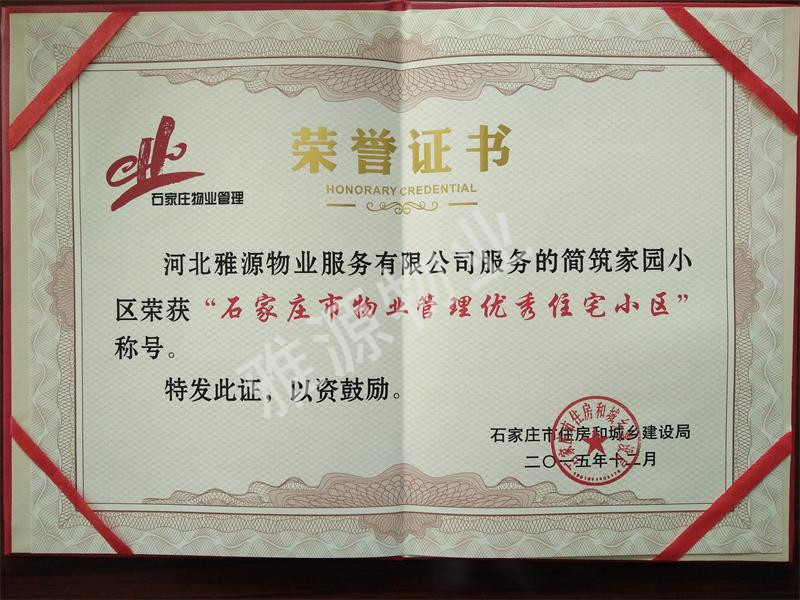 石家庄物业管理
荣誉证书
HONORARY CREDENTIAL
河北雅源物业服务有限公司服务的简筑家园小
区荣获“石家庄市物业管理优秀住宅小区”
称号。
特发此证，以资鼓励。
石家庄市住房和城乡建设局
二〇一五年十二月
雅源物业